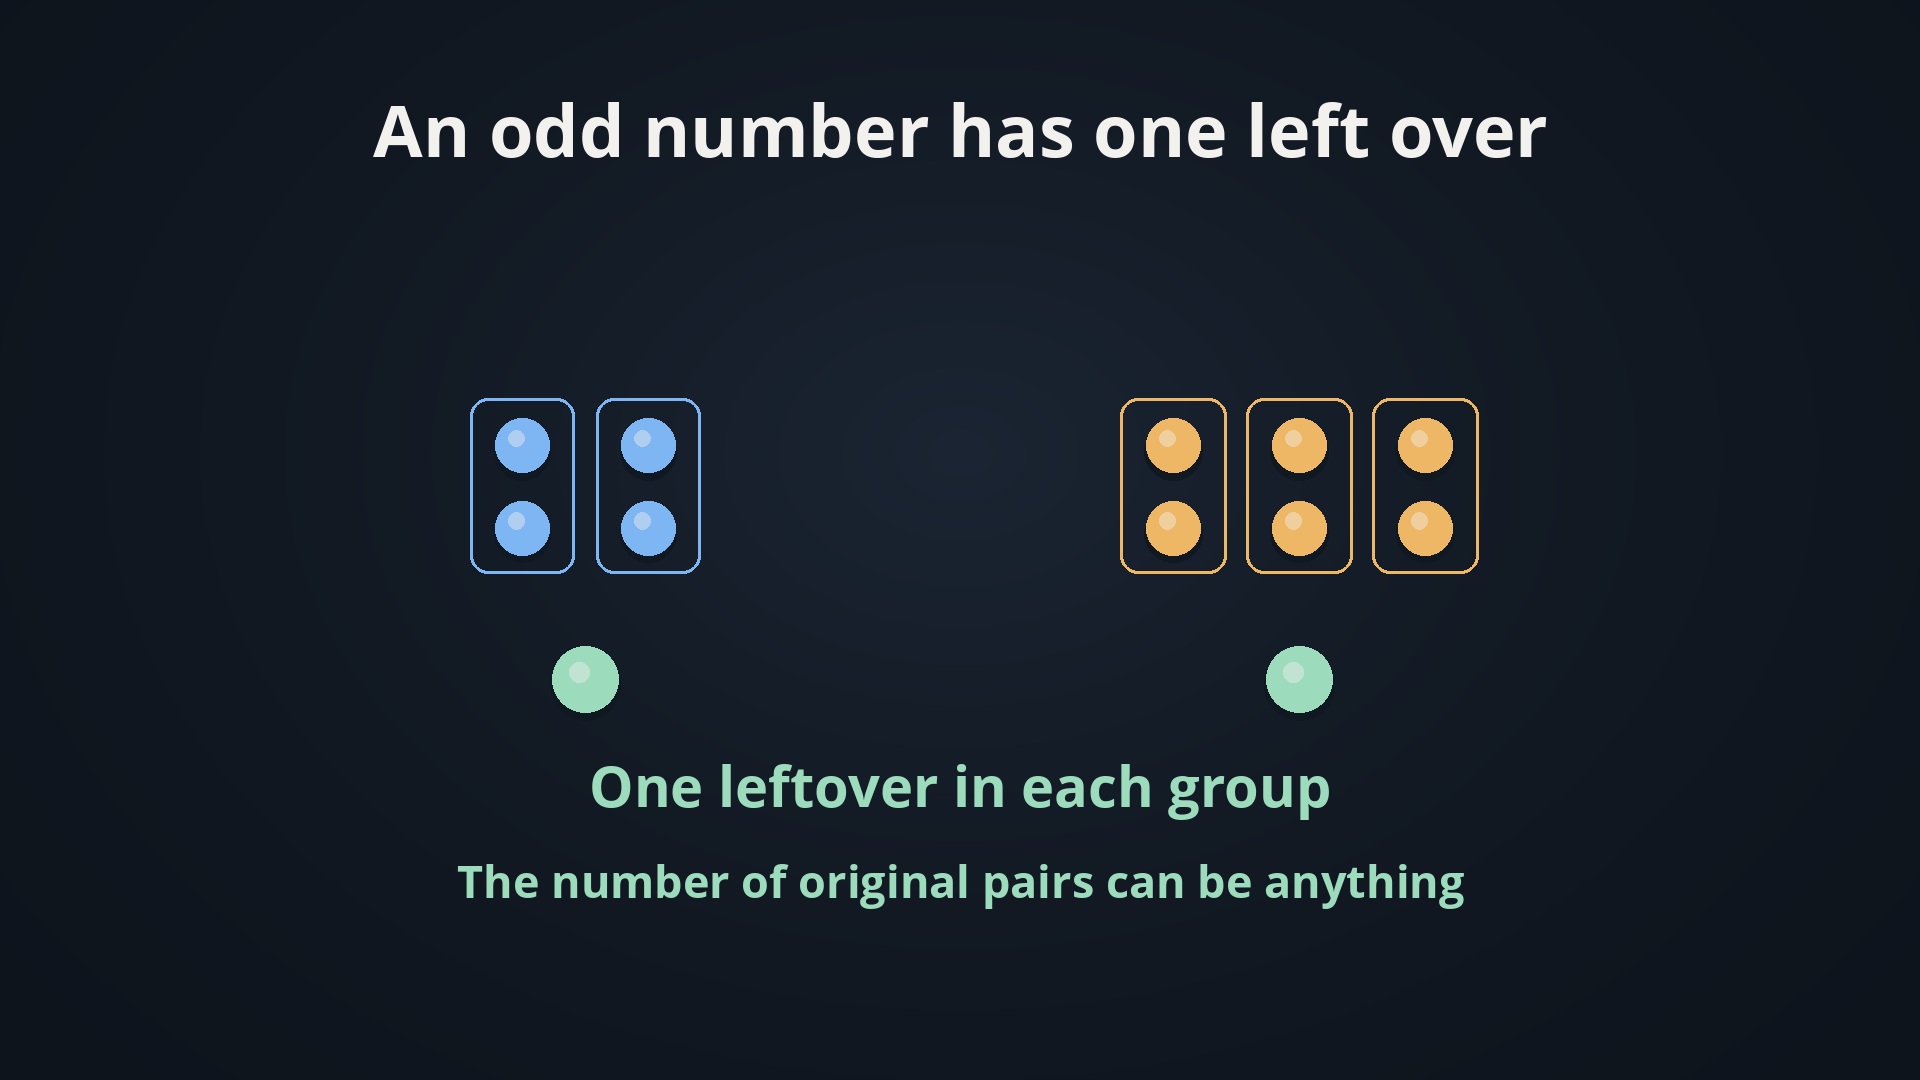 An odd number has one left over
One leftover in each group
The number of original pairs can be anything